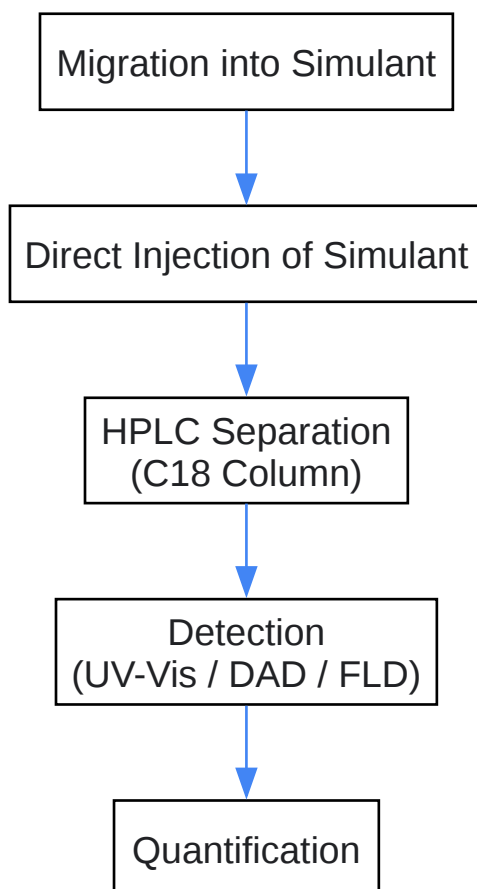 Migration into Simulant
Direct Injection of Simulant
HPLC Separation
(C18 Column)
Detection
(UV-Vis / DAD / FLD)
Quantification